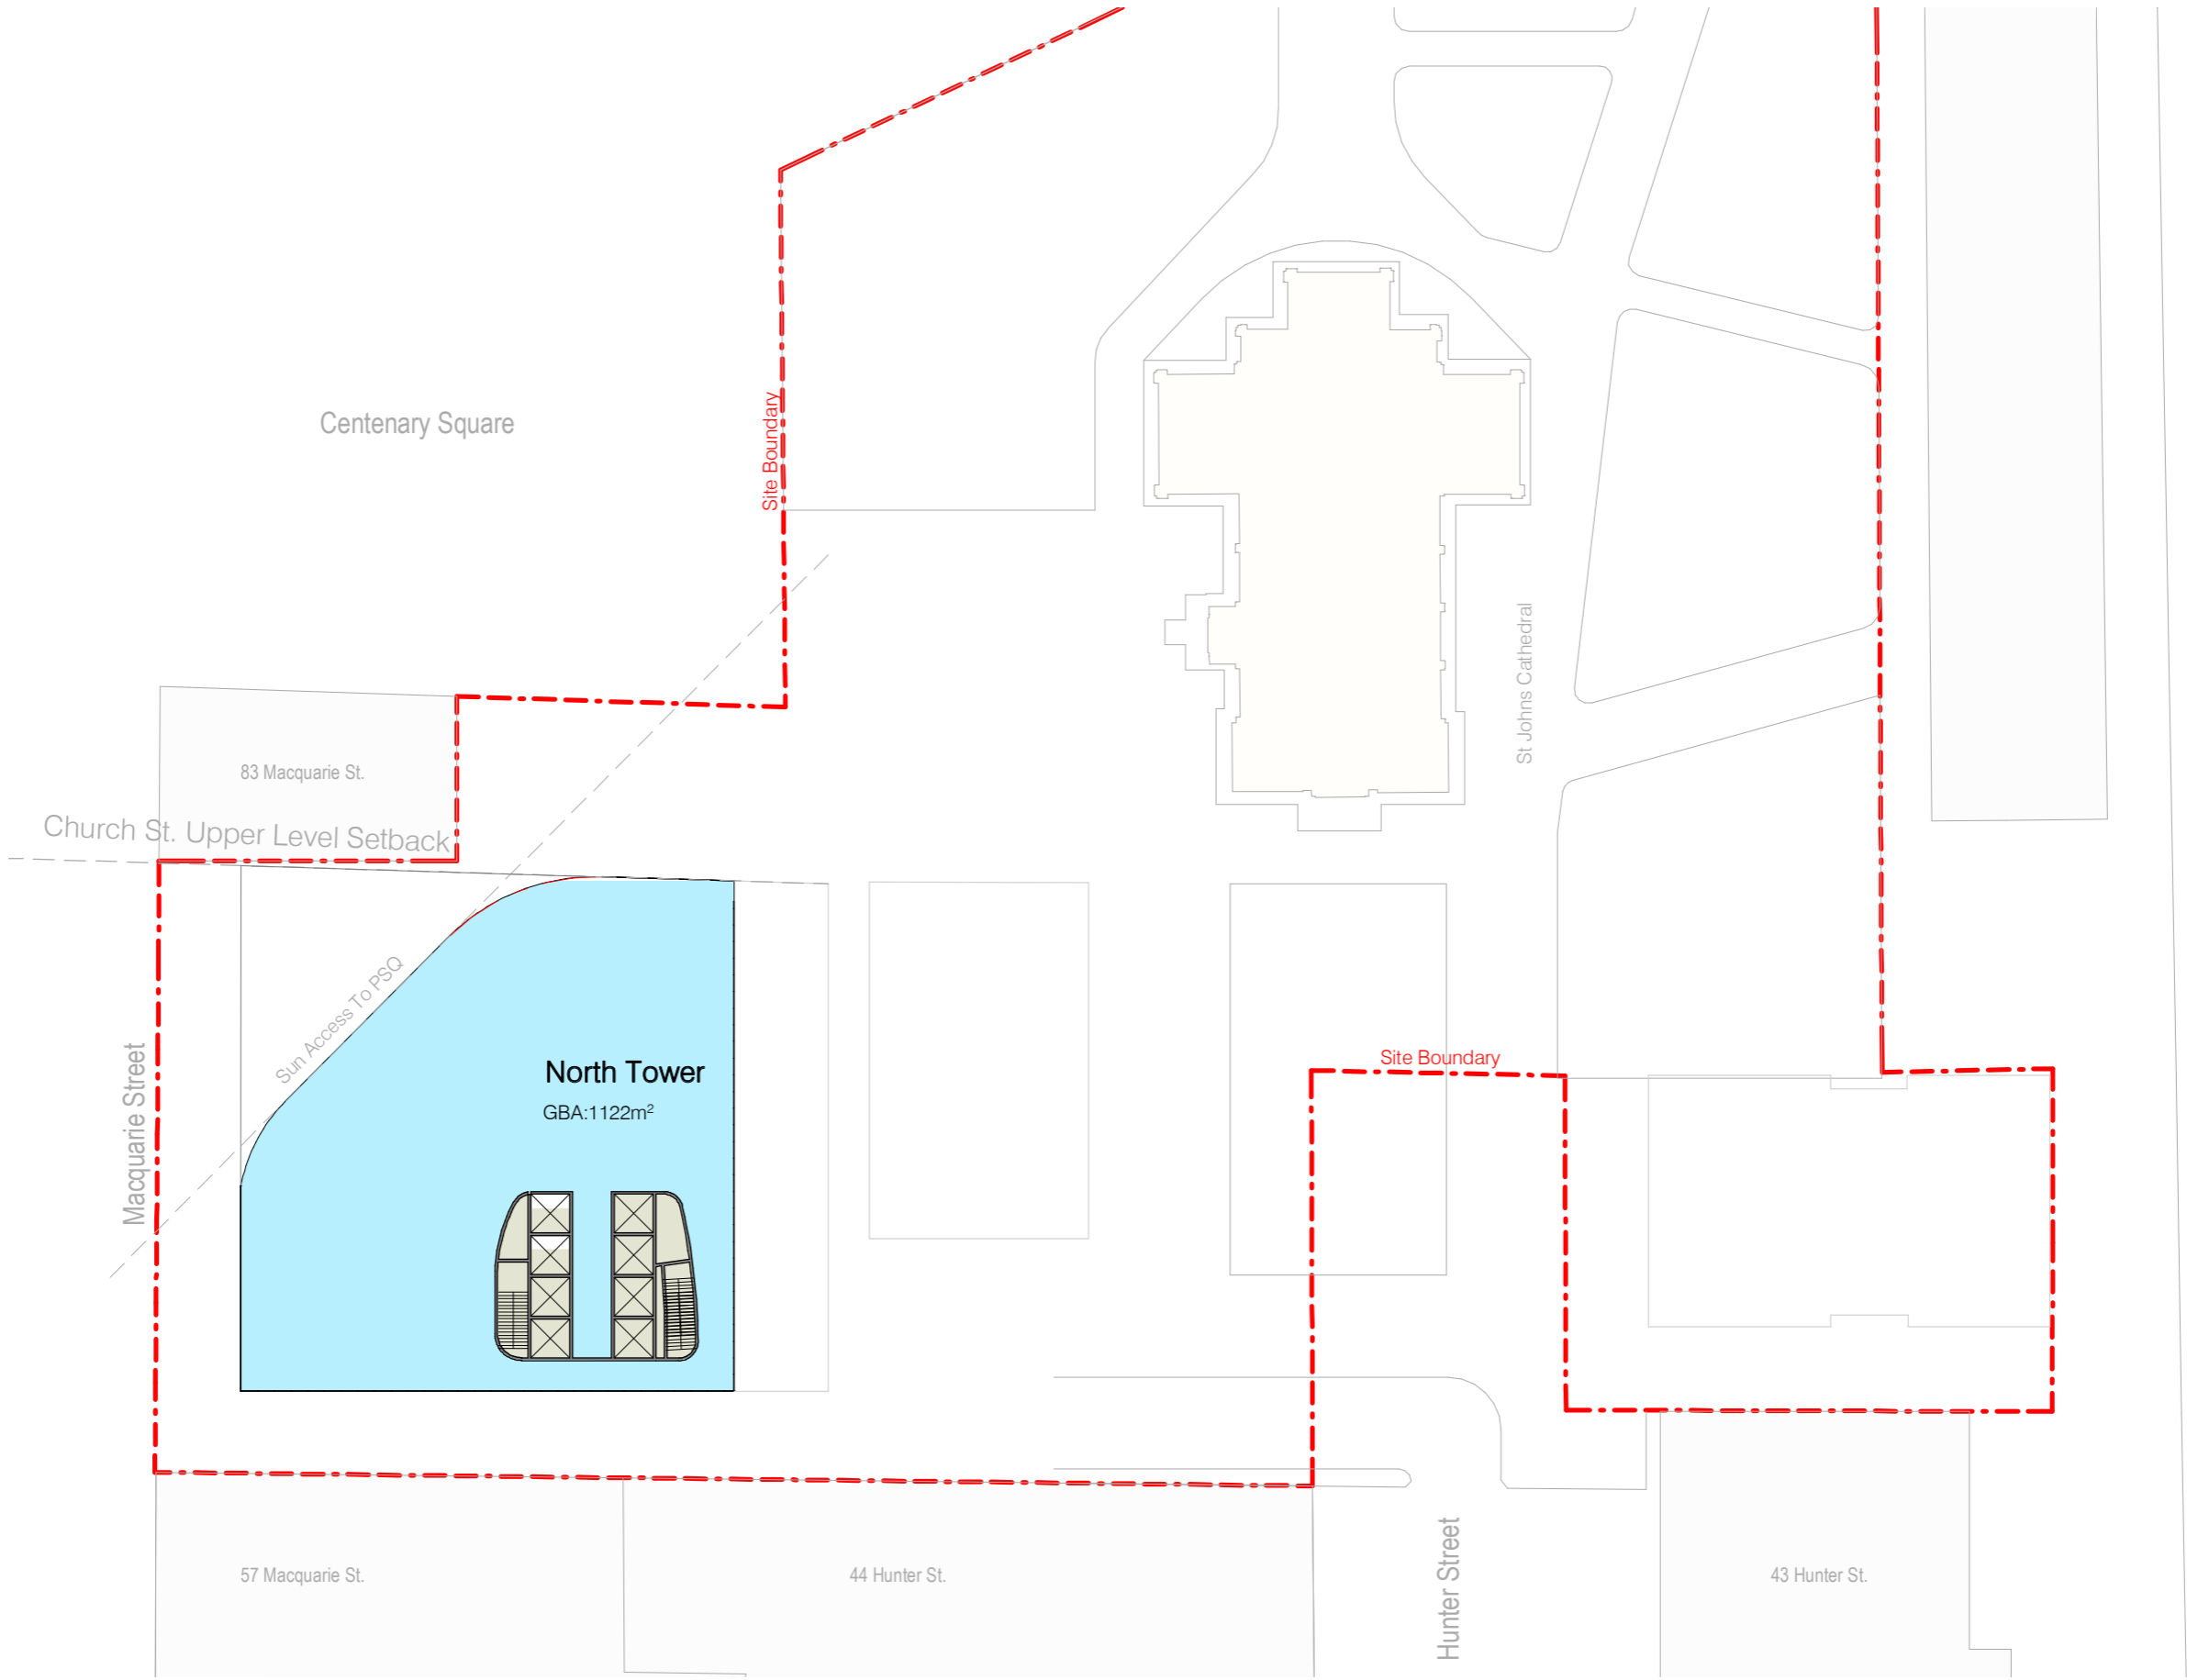 Centenary Square
Site Boundary
St Johns Cathedral
83 Macquarie St.
Church St. Upper Level Setback
Sun Access To PSQ
Macquarie Street
North Tower
GBA:1122m²
Site Boundary
57 Macquarie St.
44 Hunter St.
Hunter Street
43 Hunter St.